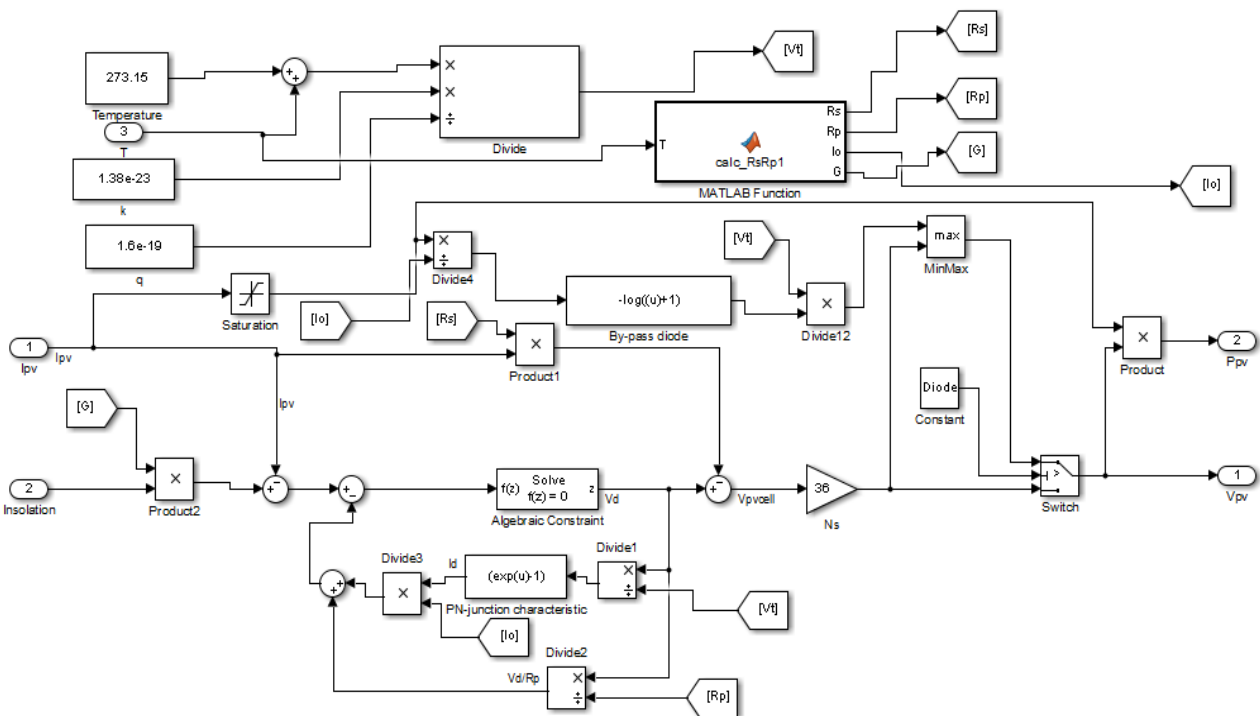 [Rs]
[Vt]
273.15
×
×
÷
Temperature
3
T
Divide
[Rp]
Rs
Rp
Io
G
T
calc_RsRp1
MATLAB Function
[G]
[Io]
1.38e-23
k
1.6e-19
q
×
÷
Divide4
[Vt]
max
MinMax
Saturation
[Io]
[Rs]
-log((u)+1)
By-pass diode
×
Divide12
1
Ipv
Ipv
×
Product1
×
Product
2
Ppv
[G]
Ipv
Diode
Constant
2
Insolation
×
Product2
f(z)
Solve
f(z) = 0
z
Algebraic Constraint
Vd
Vpvcell
36
Ns
>
Switch
1
Vpv
Divide3
×
Id
(exp(u)-1)
PN-junction characteristic
Divide1
×
÷
[Vt]
[Io]
Divide2
Vd/Rp
×
÷
[Rp]